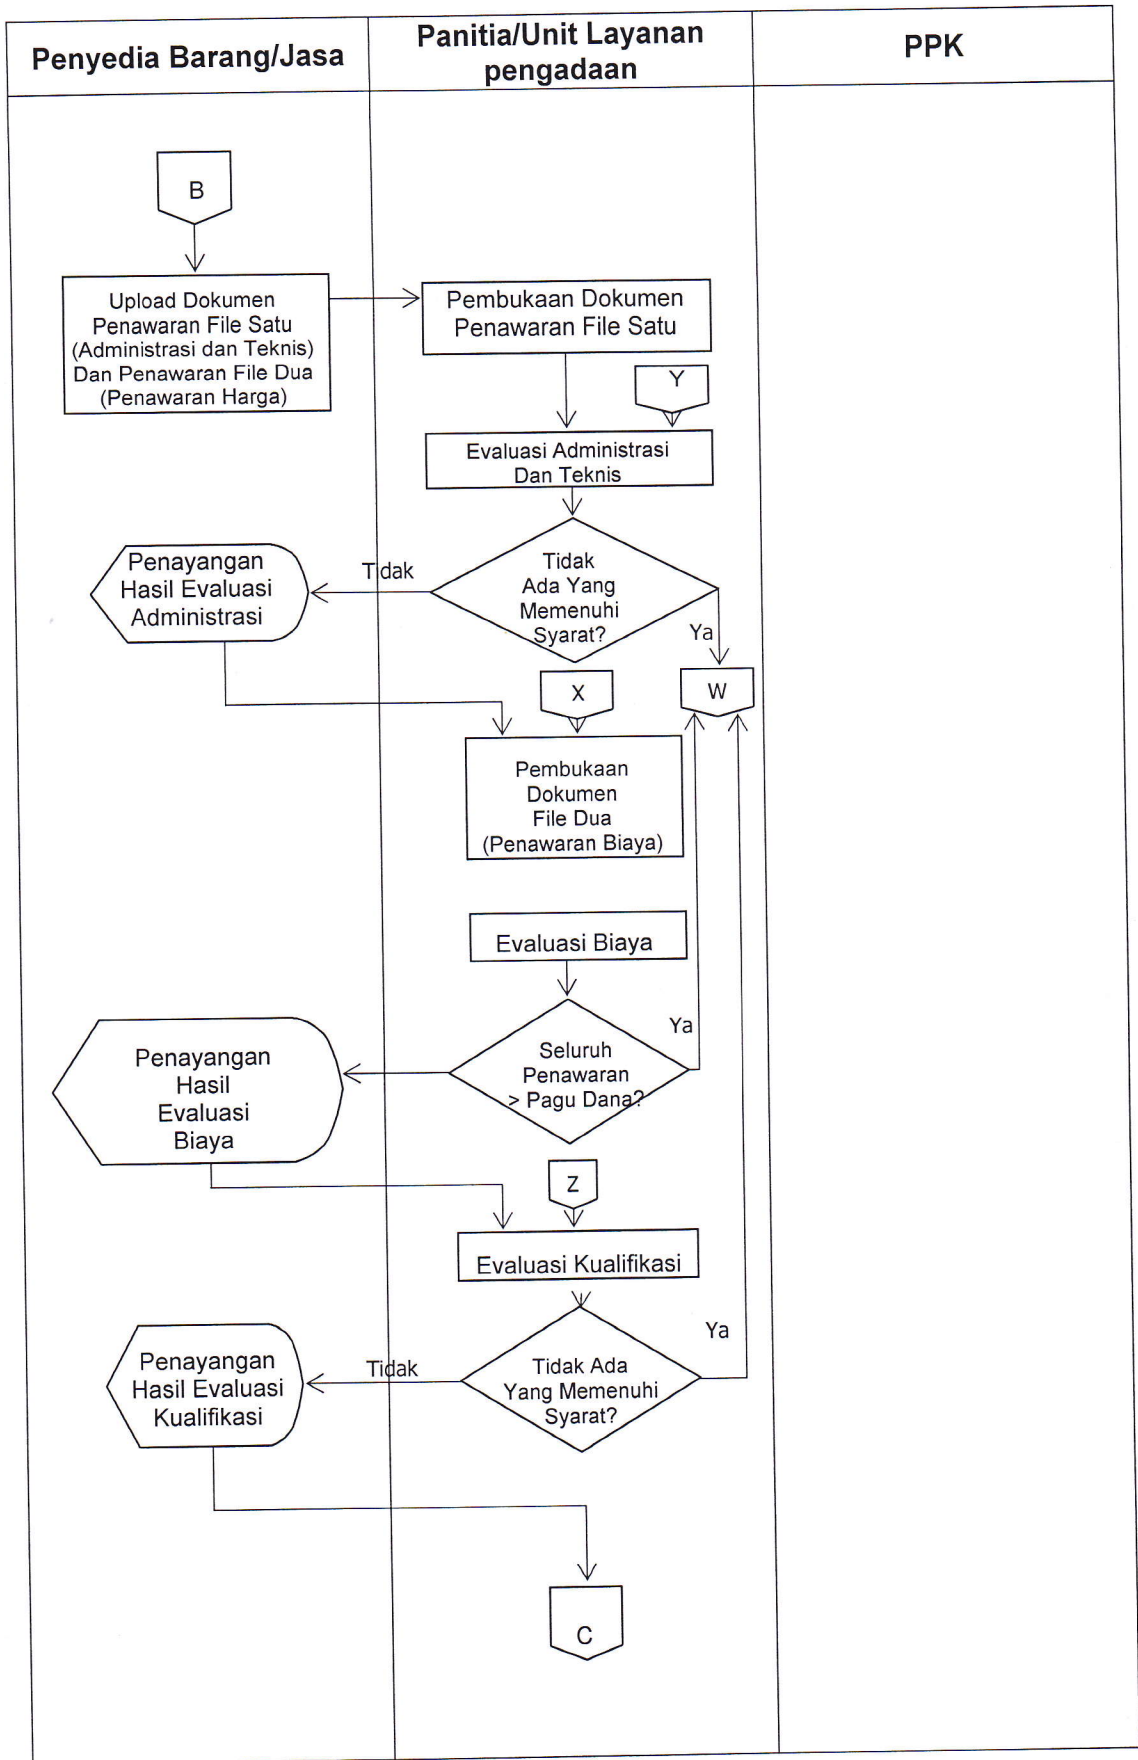 Penyedia Barang/Jasa
Panitia/Unit Layanan
pengadaan
PPK
B
Upload Dokumen
Penawaran File Satu
(Administrasi dan Teknis)
Dan Penawaran File Dua
(Penawaran Harga)
Pembukaan Dokumen
Penawaran File Satu
Y
Evaluasi Administrasi
Dan Teknis
Tidak
Ada Yang
Memenuhi
Syarat?
Tidak
Ya
Penayangan
Hasil Evaluasi
Administrasi
X
W
Pembukaan
Dokumen
File Dua
(Penawaran Biaya)
Evaluasi Biaya
Seluruh
Penawaran
> Pagu Dana?
Ya
Penayangan
Hasil
Evaluasi
Biaya
Z
Evaluasi Kualifikasi
Tidak Ada
Yang Memenuhi
Syarat?
Ya
Tidak
Penayangan
Hasil Evaluasi
Kualifikasi
C